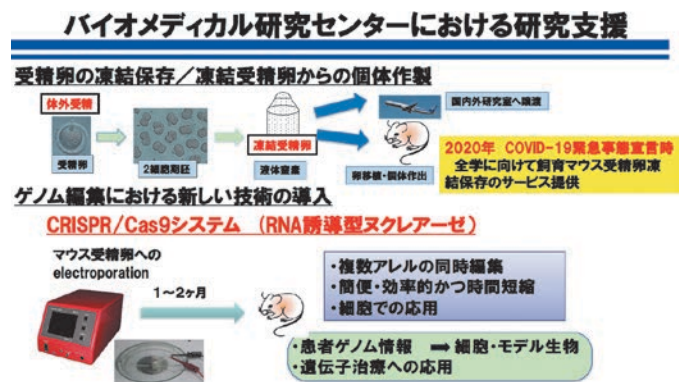 バイオメディカル研究センターにおける研究支援
受精卵の凍結保存／凍結受精卵からの個体作製
体外受精
受精卵
2細胞期胚
凍結受精卵
液体窒素
国内外研究室へ譲渡
卵移植・個体作出
2020年 COVID-19緊急事態宣言時
全学に向けて飼育マウス受精卵凍
結保存のサービス提供
ゲノム編集における新しい技術の導入
CRISPR/Cas9システム （RNA誘導型ヌクレアーゼ）
マウス受精卵への
electroporation
1～2ヶ月
・複数アレルの同時編集
・簡便・効率的かつ時間短縮
・細胞での応用
・患者ゲノム情報 ➡ 細胞・モデル生物
・遺伝子治療への応用